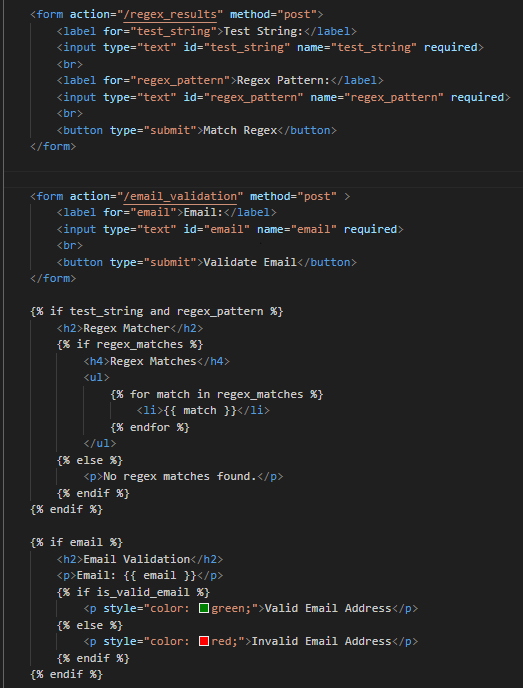 <form action="/regex_results" method="post">
    <label for="test_string">Test String:</label>
    <input type="text" id="test_string" name="test_string" required>
    <br>
    <label for="regex_pattern">Regex Pattern:</label>
    <input type="text" id="regex_pattern" name="regex_pattern" required>
    <br>
    <button type="submit">Match Regex</button>
</form>
<form action="/email_validation" method="post" >
    <label for="email">Email:</label>
    <input type="text" id="email" name="email" required>
    <br>
    <button type="submit">Validate Email</button>
</form>
{% if test_string and regex_pattern %}
    <h2>Regex Matcher</h2>
    {% if regex_matches %}
        <h4>Regex Matches</h4>
        <ul>
            {% for match in regex_matches %}
                <li>{{ match }}</li>
            {% endfor %}
        </ul>
    {% else %}
        <p>No regex matches found.</p>
    {% endif %}
{% endif %}
{% if email %}
    <h2>Email Validation</h2>
    <p>Email: {{ email }}</p>
    {% if is_valid_email %}
        <p style="color: green;">Valid Email Address</p>
    {% else %}
        <p style="color: red;">Invalid Email Address</p>
    {% endif %}
{% endif %}